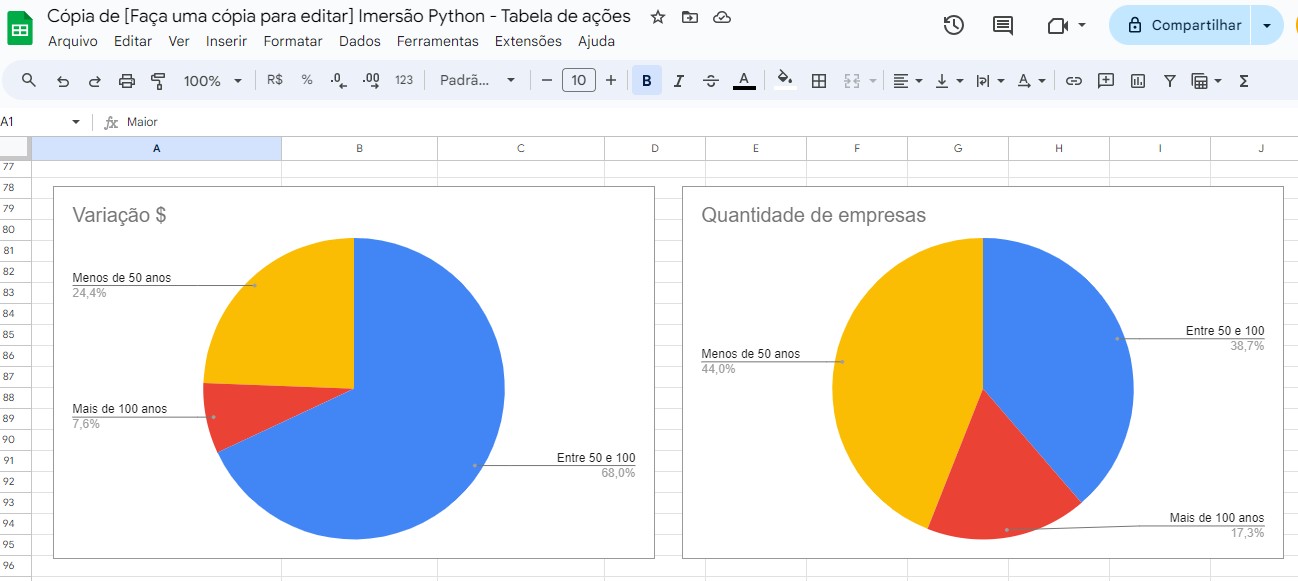 Cópia de [Faça uma cópia para editar] Imersão Python - Tabela de ações
Arquivo Editar Ver Inserir Formatar Dados Ferramentas Extensões Ajuda
Compartilhar
100% R$ % .0 .00 123 Padrã... 10 B I S A A Σ
A1 fx Maior
A B C D E F G H I J
77
78
79
80
81
82
83
84
85
86
87
88
89
90
91
92
93
94
95
96
Variação $
Menos de 50 anos
24,4%
Mais de 100 anos
7,6%
Entre 50 e 100
68,0%
Quantidade de empresas
Entre 50 e 100
38,7%
Menos de 50 anos
44,0%
Mais de 100 anos
17,3%